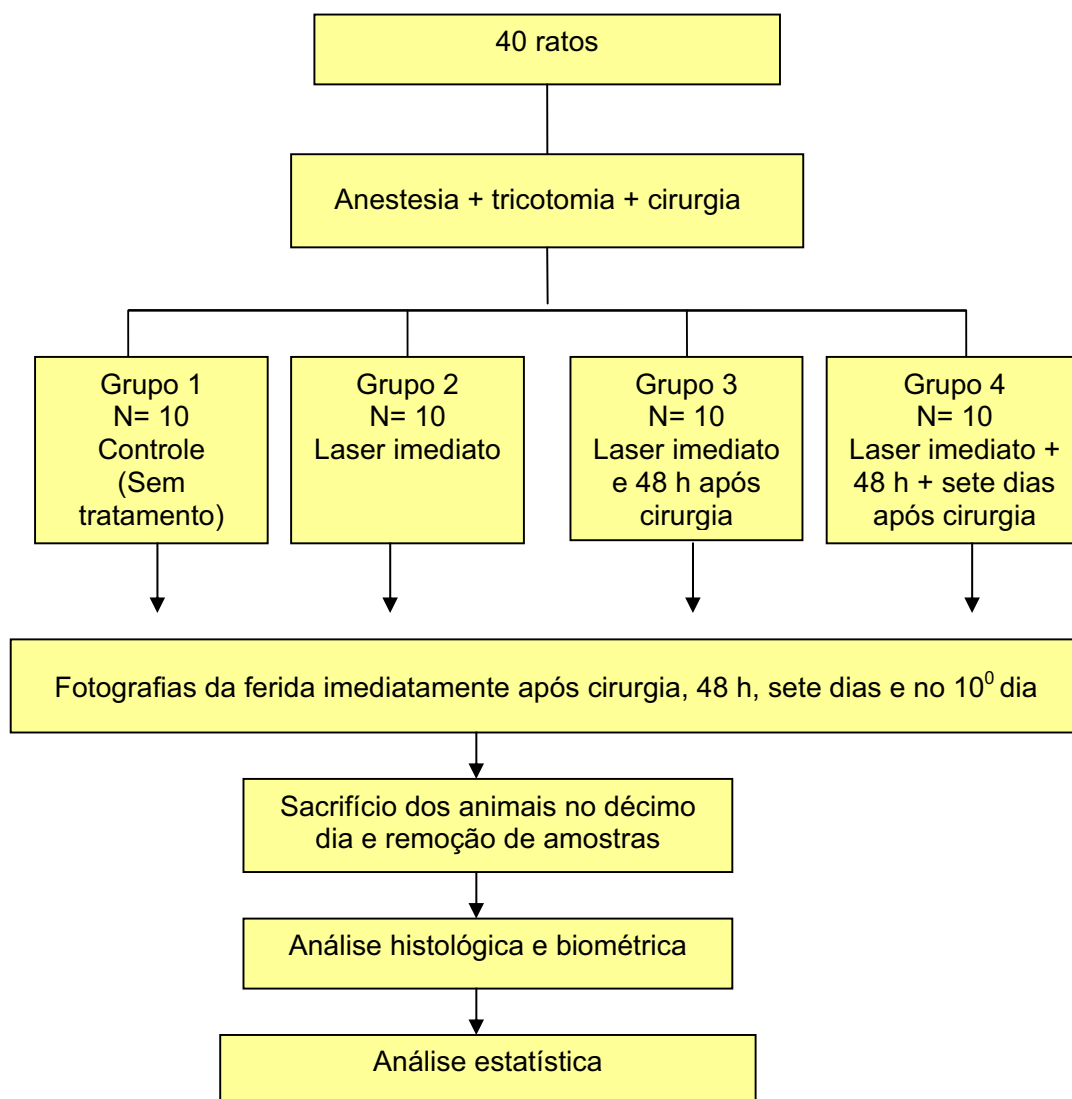 40 ratos
Anestesia + tricotomia + cirurgia
Grupo 1
N= 10
Controle
(Sem
tratamento)
Grupo 2
N= 10
Laser imediato
Grupo 3
N= 10
Laser imediato
e 48 h após
cirurgia
Grupo 4
N= 10
Laser imediato +
48 h + sete dias
após cirurgia
Fotografias da ferida imediatamente após cirurgia, 48 h, sete dias e no 10⁰ dia
Sacrifício dos animais no décimo
dia e remoção de amostras
Análise histológica e biométrica
Análise estatística